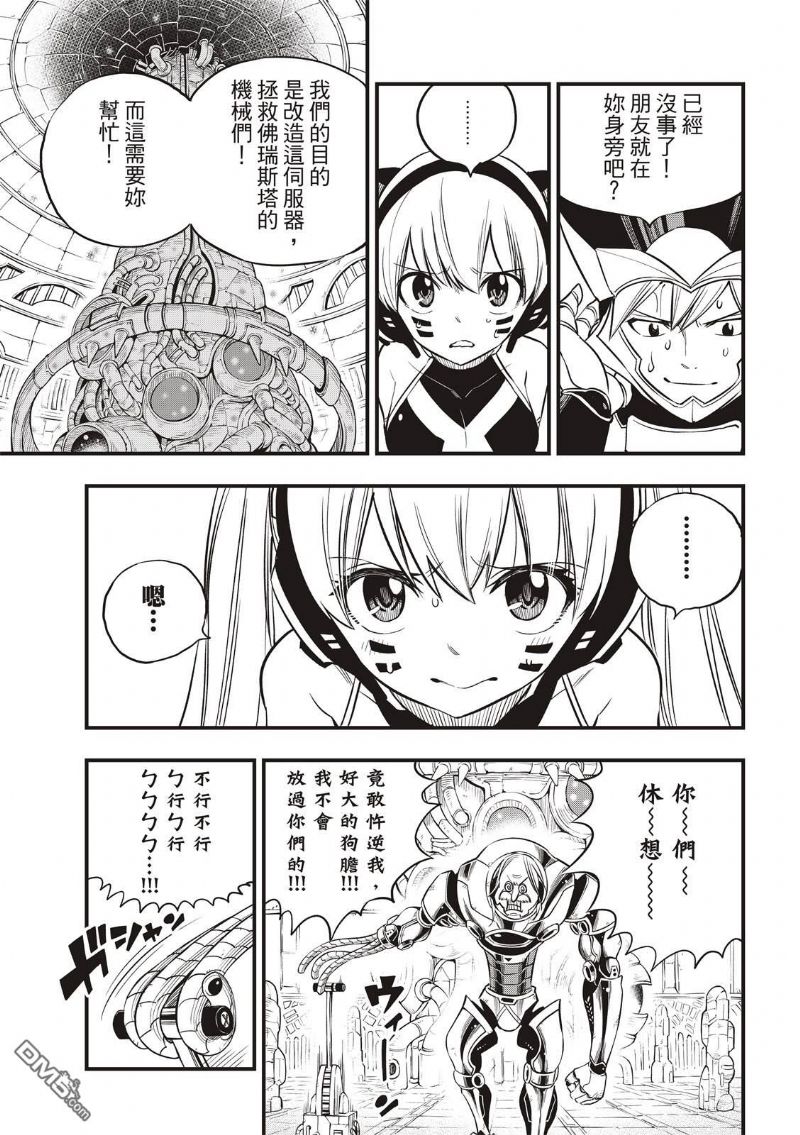 已經
沒事了！
朋友就在
妳身旁吧？
………
我們的目的
是改造這伺服器，
拯救佛瑞斯塔的
機械們！
而這需要妳
幫忙！
………
嗯…
你～～們～～
休～～想～～
竟敢忤逆我，
好大的狗膽!!!
我不會
放過你們的!!!
ウィーン
不行不行
ㄅ行ㄅ行
ㄅㄅㄅㄅ…!!!
ガシャン
DM5.com